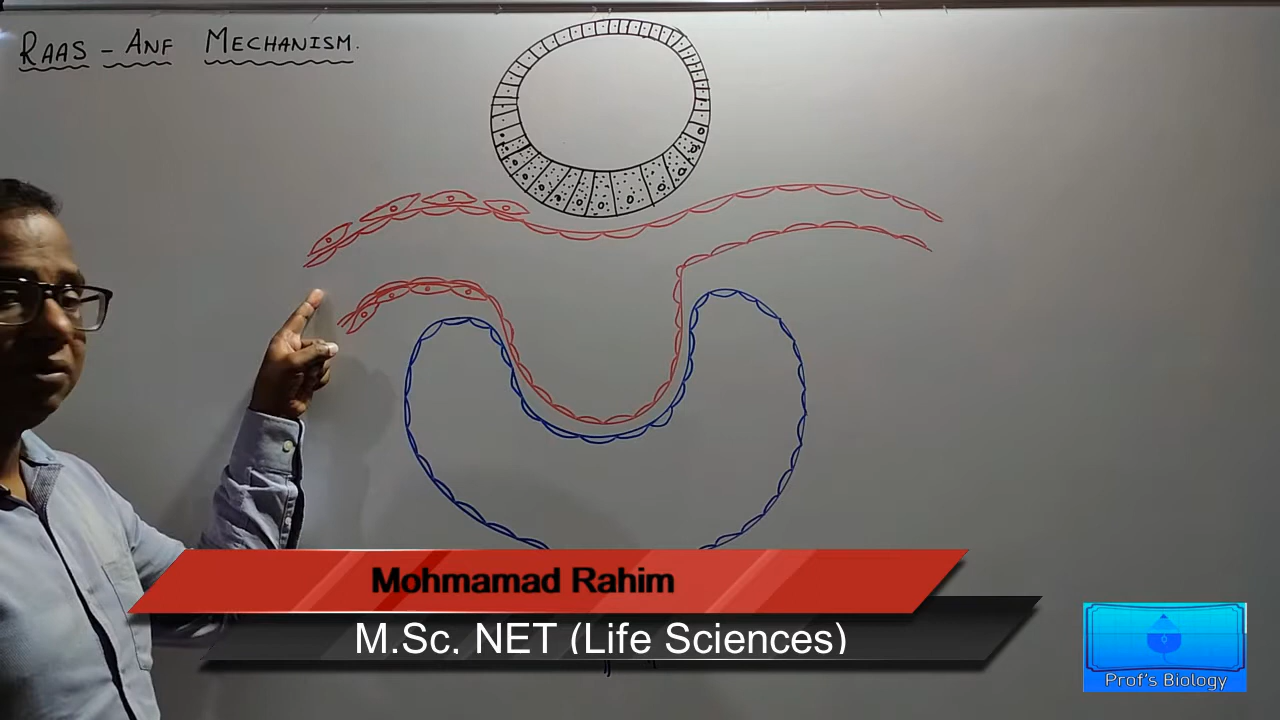 RAAS - ANF MECHANISM.
Mohmamad Rahim
M.Sc, NET (Life Sciences)
Prof's Biology